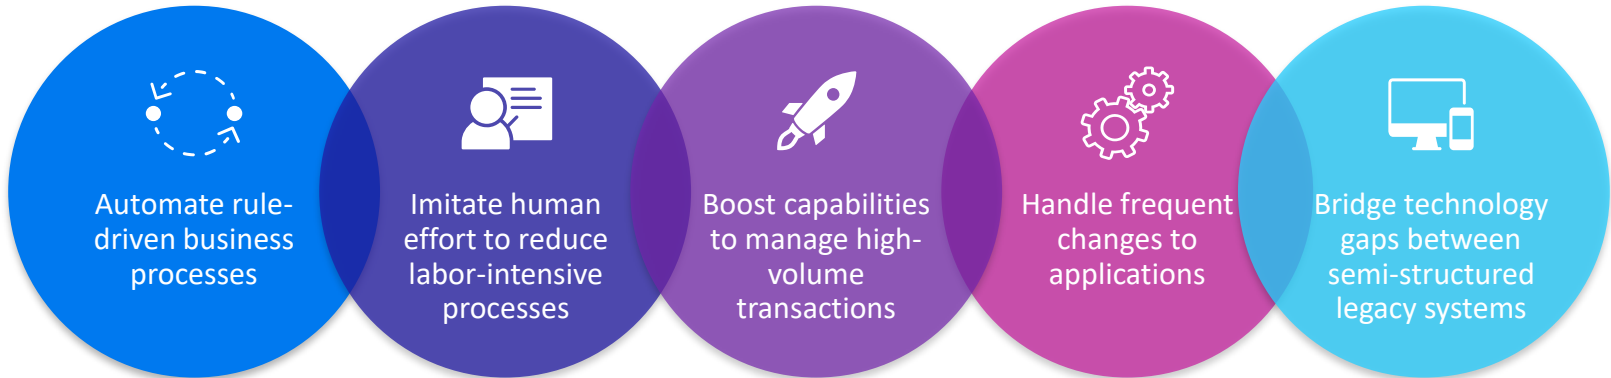 Automate rule-
driven business
processes
Imitate human
effort to reduce
labor-intensive
processes
Boost capabilities
to manage high-
volume
transactions
Handle frequent
changes to
applications
Bridge technology
gaps between
semi-structured
legacy systems